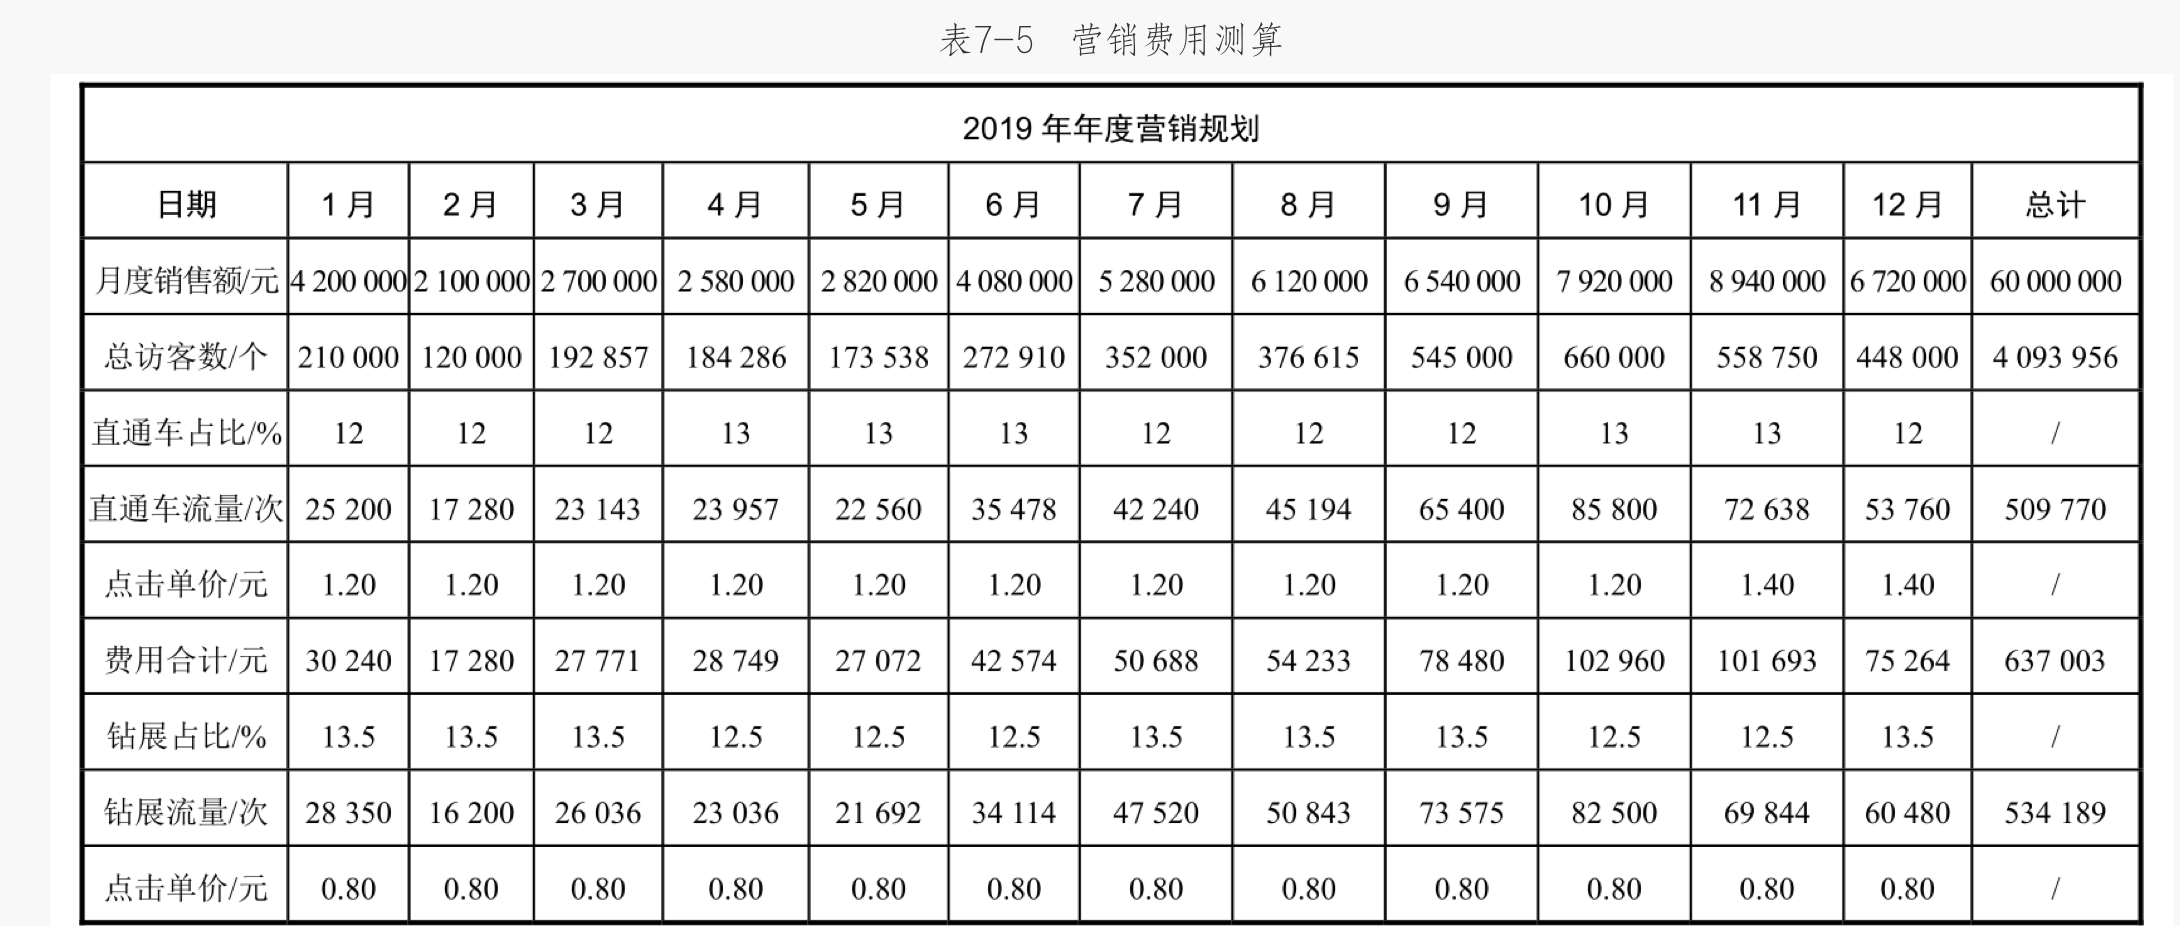 表7-5 营销费用测算
2019 年年度营销规划
日期 1 月 2 月 3 月 4 月 5 月 6 月 7 月 8 月 9 月 10 月 11 月 12 月 总计
月度销售额/元 4 200 000 2 100 000 2 700 000 2 580 000 2 820 000 4 080 000 5 280 000 6 120 000 6 540 000 7 920 000 8 940 000 6 720 000 60 000 000
总访客数/个 210 000 120 000 192 857 184 286 173 538 272 910 352 000 376 615 545 000 660 000 558 750 448 000 4 093 956
直通车占比/% 12 12 12 13 13 13 12 12 12 13 13 12 /
直通车流量/次 25 200 17 280 23 143 23 957 22 560 35 478 42 240 45 194 65 400 85 800 72 638 53 760 509 770
点击单价/元 1.20 1.20 1.20 1.20 1.20 1.20 1.20 1.20 1.20 1.20 1.40 1.40 /
费用合计/元 30 240 17 280 27 771 28 749 27 072 42 574 50 688 54 233 78 480 102 960 101 693 75 264 637 003
钻展占比/% 13.5 13.5 13.5 12.5 12.5 12.5 13.5 13.5 13.5 12.5 12.5 13.5 /
钻展流量/次 28 350 16 200 26 036 23 036 21 692 34 114 47 520 50 843 73 575 82 500 69 844 60 480 534 189
点击单价/元 0.80 0.80 0.80 0.80 0.80 0.80 0.80 0.80 0.80 0.80 0.80 0.80 /